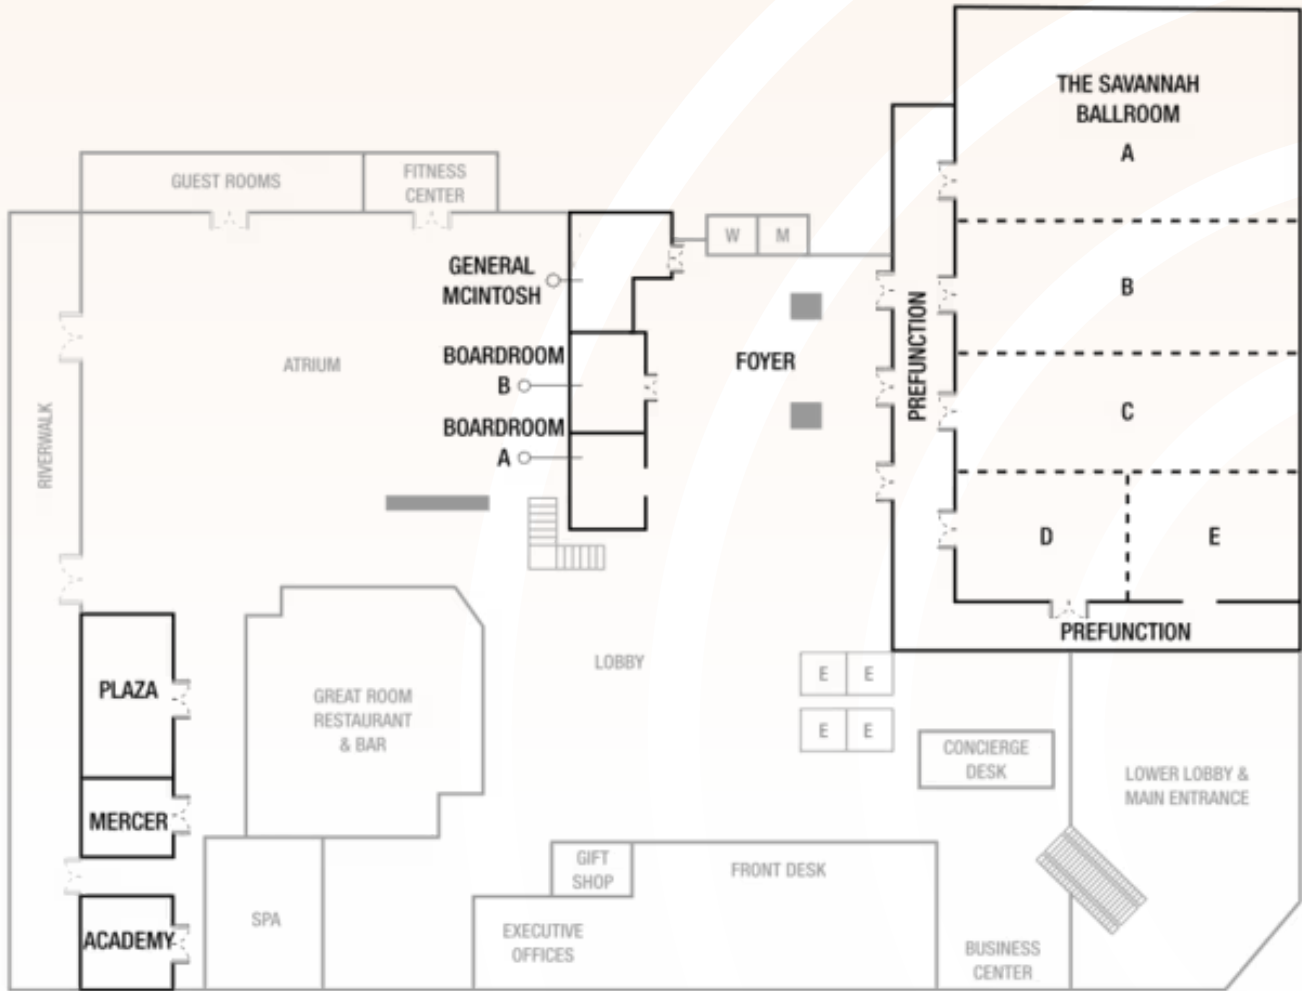 THE SAVANNAH
BALLROOM
A
GUEST ROOMS
FITNESS
CENTER
W
M
GENERAL
MCINTOSH
B
PREFUNCTION
BOARDROOM
B
FOYER
ATRIUM
C
BOARDROOM
A
RIVERWALK
D
E
PREFUNCTION
LOBBY
E
E
PLAZA
GREAT ROOM
RESTAURANT
& BAR
E
E
CONCIERGE
DESK
LOWER LOBBY &
MAIN ENTRANCE
MERCER
GIFT
SHOP
FRONT DESK
SPA
ACADEMY
EXECUTIVE
OFFICES
BUSINESS
CENTER